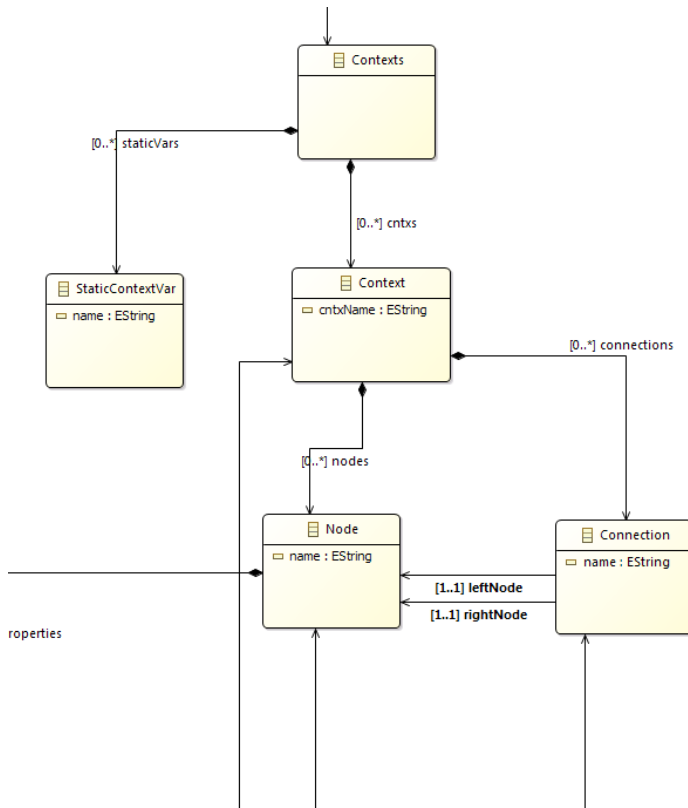 Contexts
[0..*] staticVars
[0..*] cntxs
StaticContextVar
name : EString
Context
cntxName : EString
[0..*] connections
[0..*] nodes
Node
name : EString
Connection
name : EString
[1..1] leftNode
[1..1] rightNode
roperties